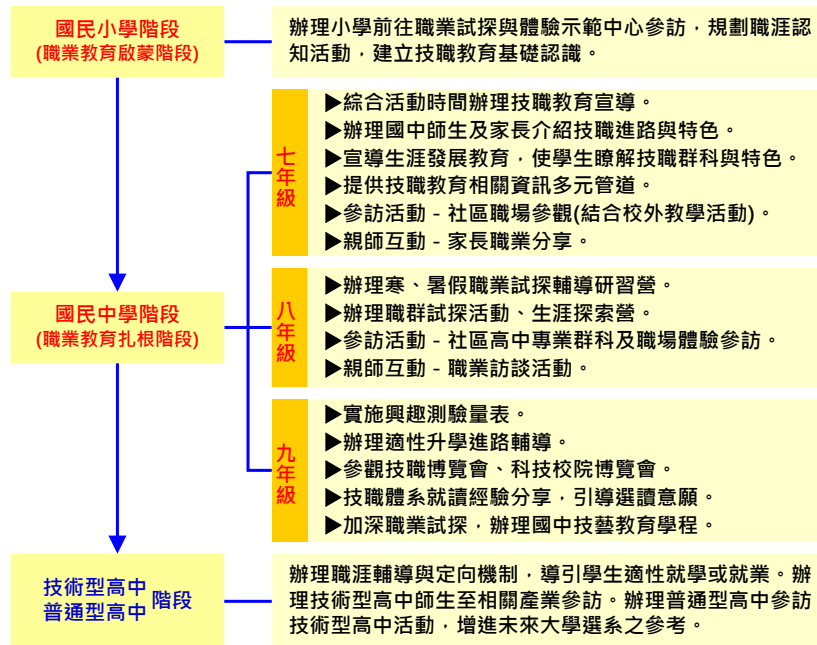 國民小學階段
(職業教育啟蒙階段)
辦理小學前往職業試探與體驗示範中心參訪，規劃職涯認
知活動，建立技職教育基礎認識。
七年級
▶綜合活動時間辦理技職教育宣導。
▶辦理國中師生及家長介紹技職進路與特色。
▶宣導生涯發展教育，使學生瞭解技職群科與特色。
▶提供技職教育相關資訊多元管道。
▶參訪活動－社區職場參觀(結合校外教學活動)。
▶親師互動－家長職業分享。
國民中學階段
(職業教育扎根階段)
八年級
▶辦理寒、暑假職業試探輔導研習營。
▶辦理職群試探活動、生涯探索營。
▶參訪活動－社區高中專業群科及職場體驗參訪。
▶親師互動－職業訪談活動。
九年級
▶實施興趣測驗量表。
▶辦理適性升學進路輔導。
▶參觀技職博覽會、科技校院博覽會。
▶技職體系就讀經驗分享，引導選讀意願。
▶加深職業試探，辦理國中技藝教育學程。
技術型高中
普通型高中
階段
辦理職涯輔導與定向機制，導引學生適性就學或就業。辦
理技術型高中師生至相關產業參訪。辦理普通型高中參訪
技術型高中活動，增進未來大學選系之參考。